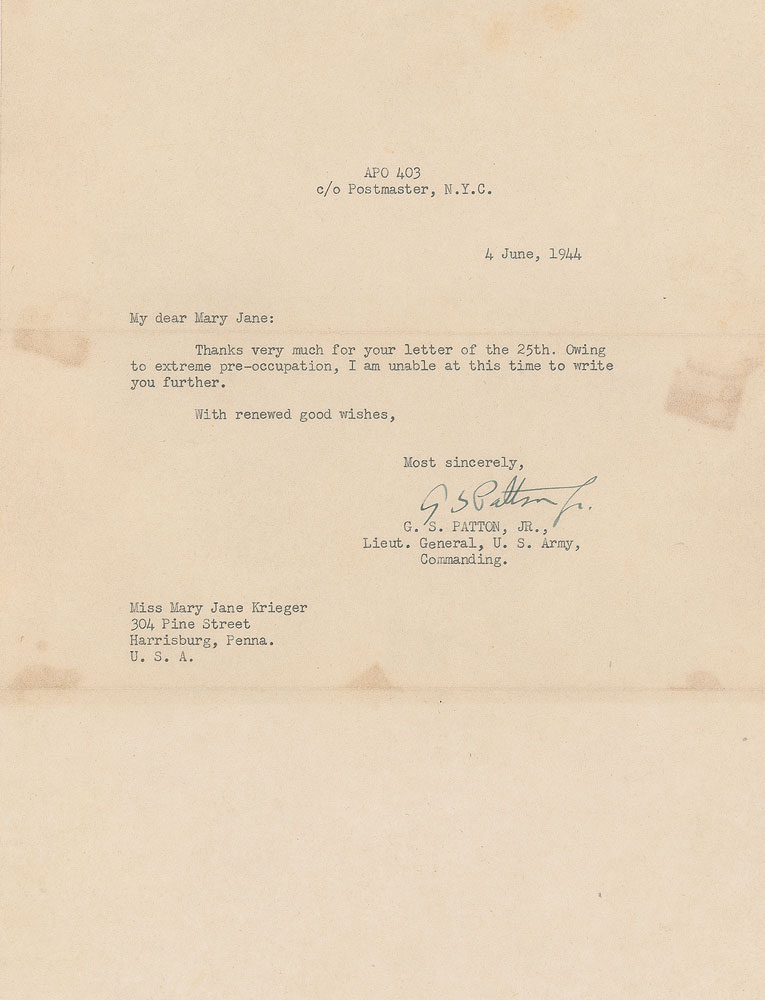 APO 403
c/o Postmaster, N.Y.C.
4 June, 1944
My dear Mary Jane:
Thanks very much for your letter of the 25th. Owing
to extreme pre-occupation, I am unable at this time to write
you further.
With renewed good wishes,
Most sincerely,
G S Patton Jr.
G. S. PATTON, JR.,
Lieut. General, U. S. Army,
Commanding.
Miss Mary Jane Krieger
304 Pine Street
Harrisburg, Penna.
U. S. A.